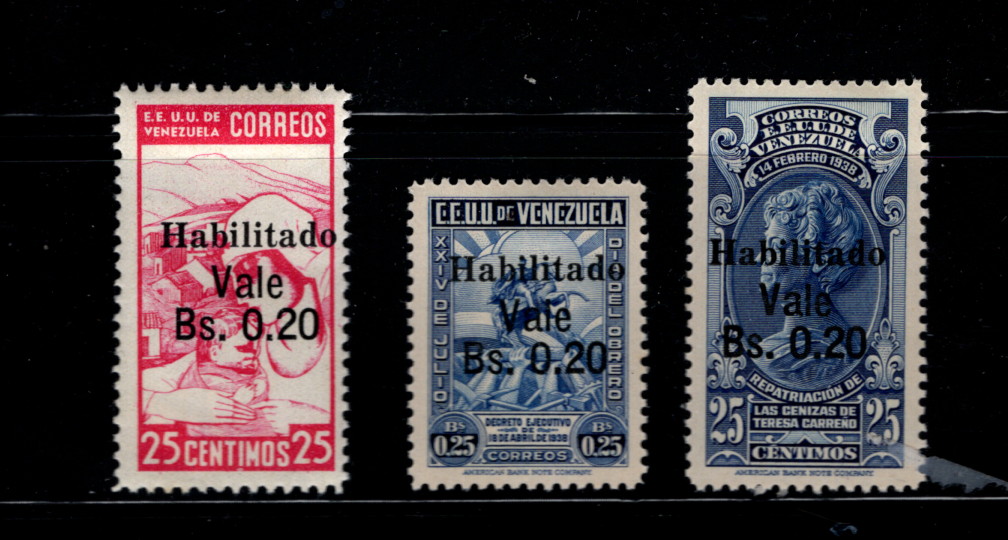 E.E. U.U. DE
VENEZUELA CORREOS
Habilitado
Vale
Bs. 0.20
25 CENTIMOS 25
E.E.U.U. DE VENEZUELA
XXIV DE JULIO
DIA DEL OBRERO
Habilitado
Vale
Bs. 0.20
DECRETO EJECUTIVO
DE
18 DE ABRIL DE 1938
Bs 0.25
Bs 0.25
CORREOS
AMERICAN BANK NOTE COMPANY
CORREOS
E.E.U.U. DE
VENEZUELA
14 FEBRERO 1938
Habilitado
Vale
Bs. 0.20
REPATRIACIÓN DE
LAS CENIZAS DE
TERESA CARREÑO
25 CENTIMOS 25
AMERICAN BANK NOTE COMPANY